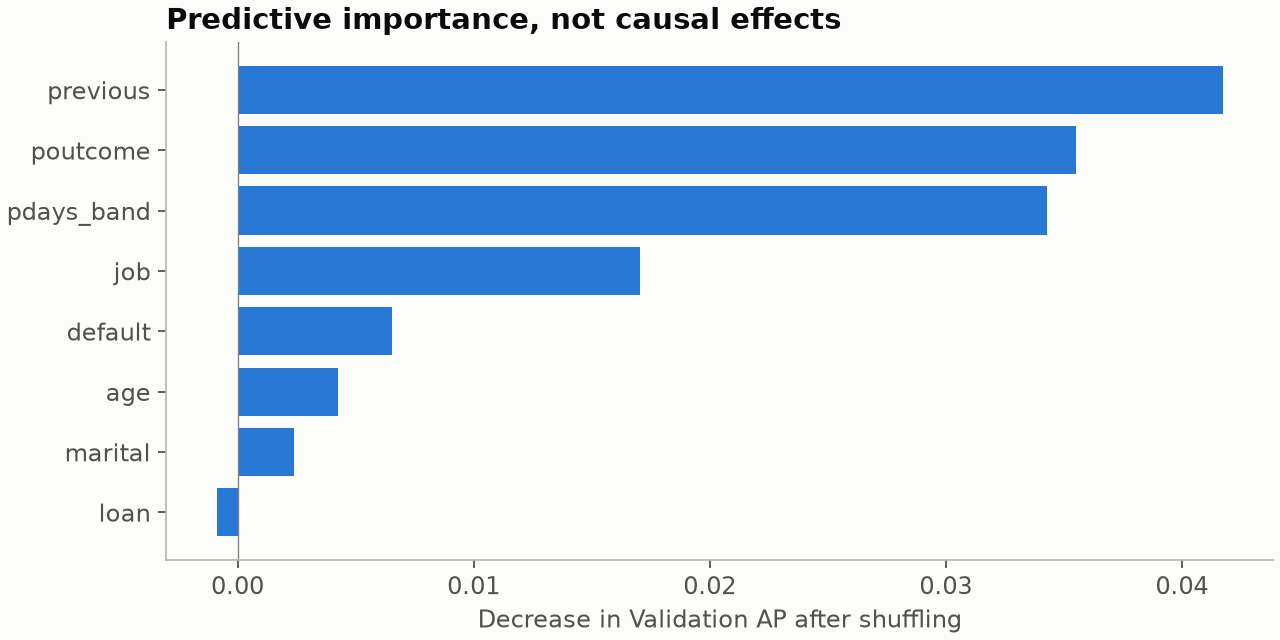 Predictive importance, not causal effects
previous
poutcome
pdays_band
job
default
age
marital
loan
0.00 0.01 0.02 0.03 0.04
Decrease in Validation AP after shuffling